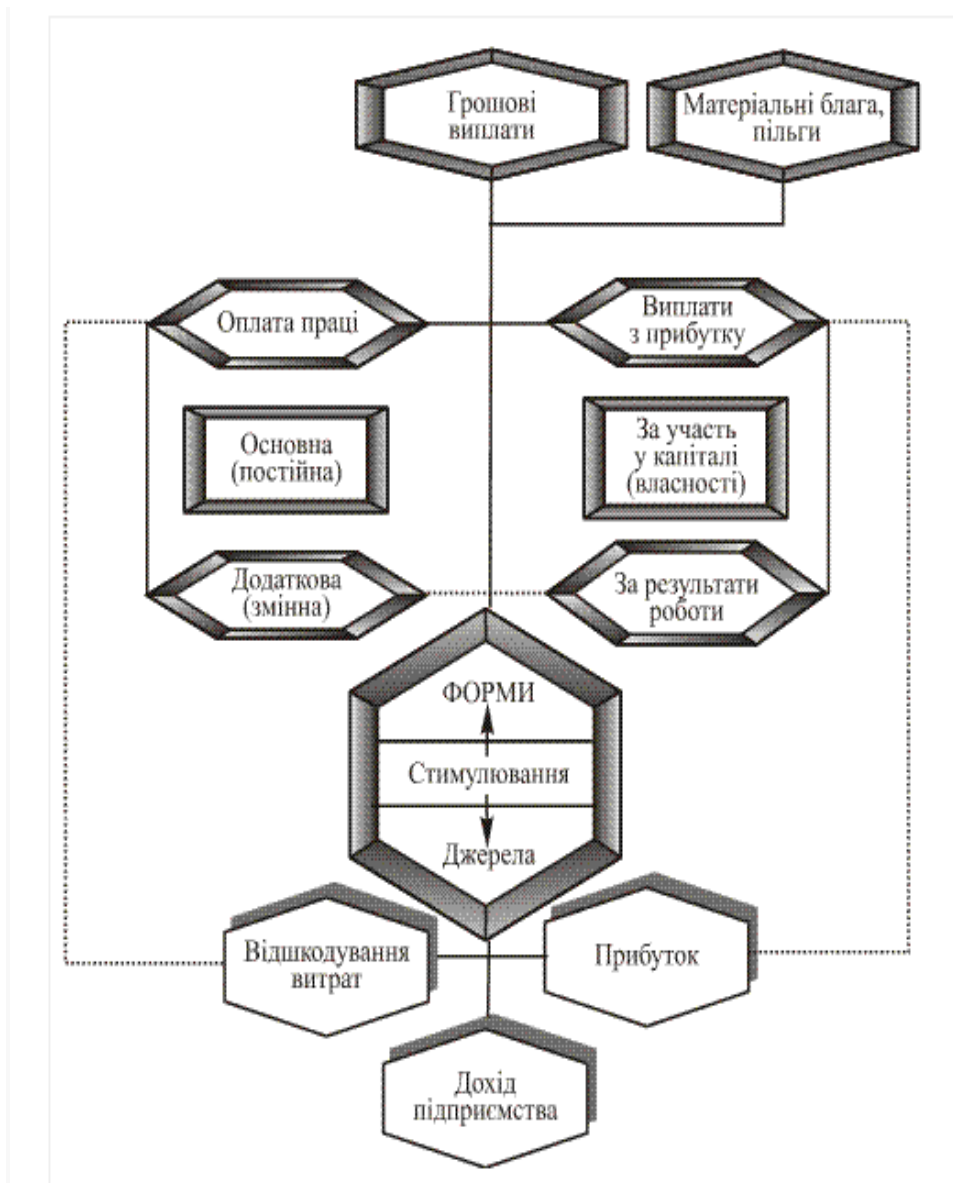 Грошові
виплати
Матеріальні блага,
пільги
Оплата праці
Виплати
з прибутку
Основна
(постійна)
За участь
у капіталі
(власності)
Додаткова
(змінна)
За результати
роботи
ФОРМИ
Стимулювання
Джерела
Відшкодування
витрат
Прибуток
Дохід
підприємства